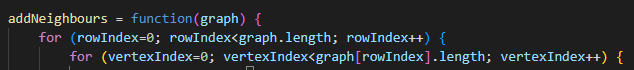 addNeighbours = function(graph) {
for (rowIndex=0; rowIndex<graph.length; rowIndex++) {
for (vertexIndex=0; vertexIndex<graph[rowIndex].length; vertexIndex++) {